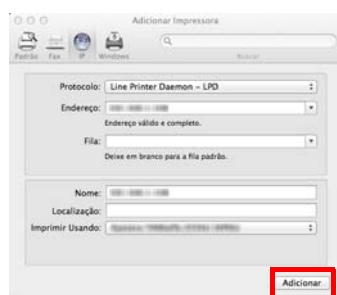 Adicionar Impressora
Padrão Fax IP Windows Buscar
Protocolo: Line Printer Daemon – LPD
Endereço:
Endereço válido e completo.
Fila:
Deixe em branco para a fila padrão.
Nome:
Localização:
Imprimir Usando:
Adicionar